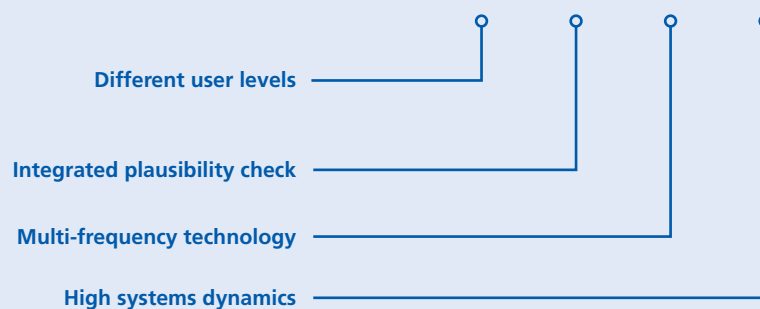 Different user levels
Integrated plausibility check
Multi-frequency technology
High systems dynamics